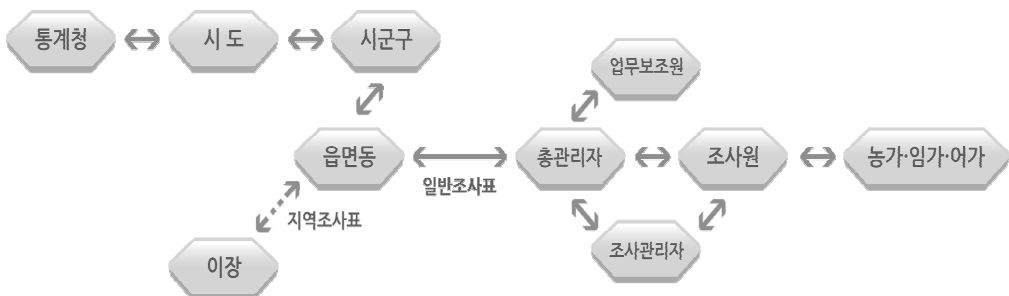 통계청
시 도
시군구
업무보조원
읍면동
총관리자
조사원
농가·임가·어가
일반조사표
지역조사표
이장
조사관리자